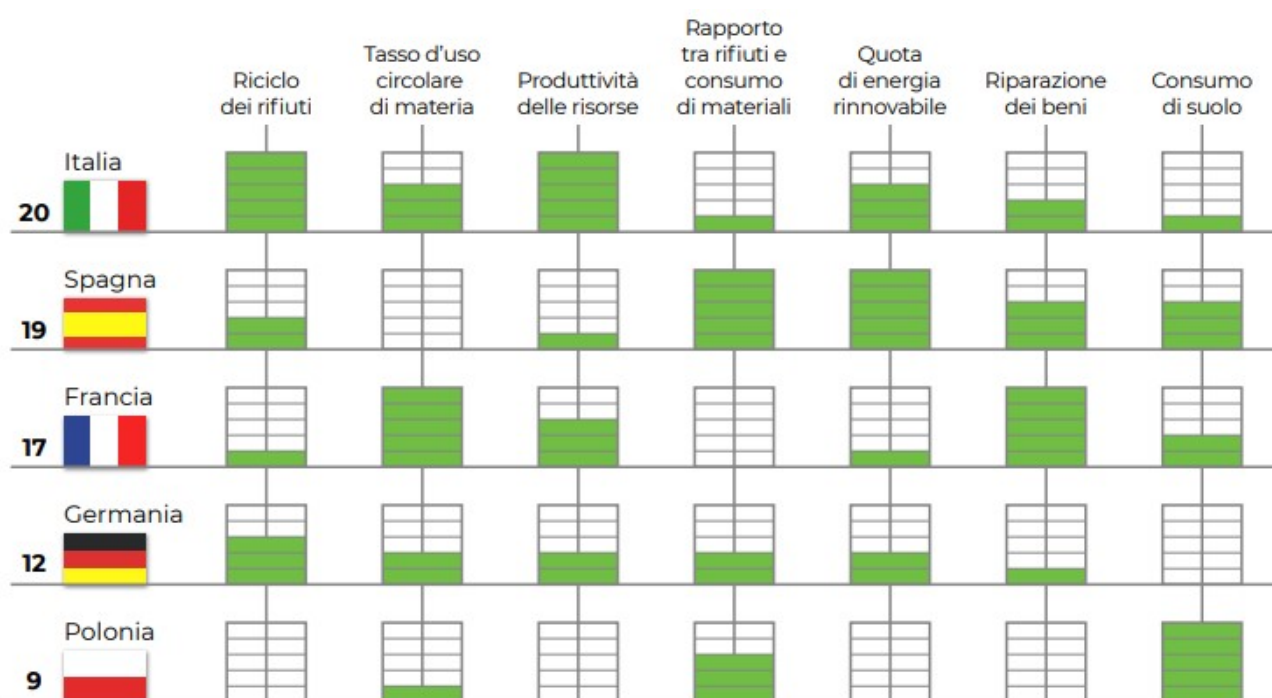 Riciclo
dei rifiuti
Tasso d'uso
circolare
di materia
Produttività
delle risorse
Rapporto
tra rifiuti e
consumo
di materiali
Quota
di energia
rinnovabile
Riparazione
dei beni
Consumo
di suolo
Italia
20
Spagna
19
Francia
17
Germania
12
Polonia
9